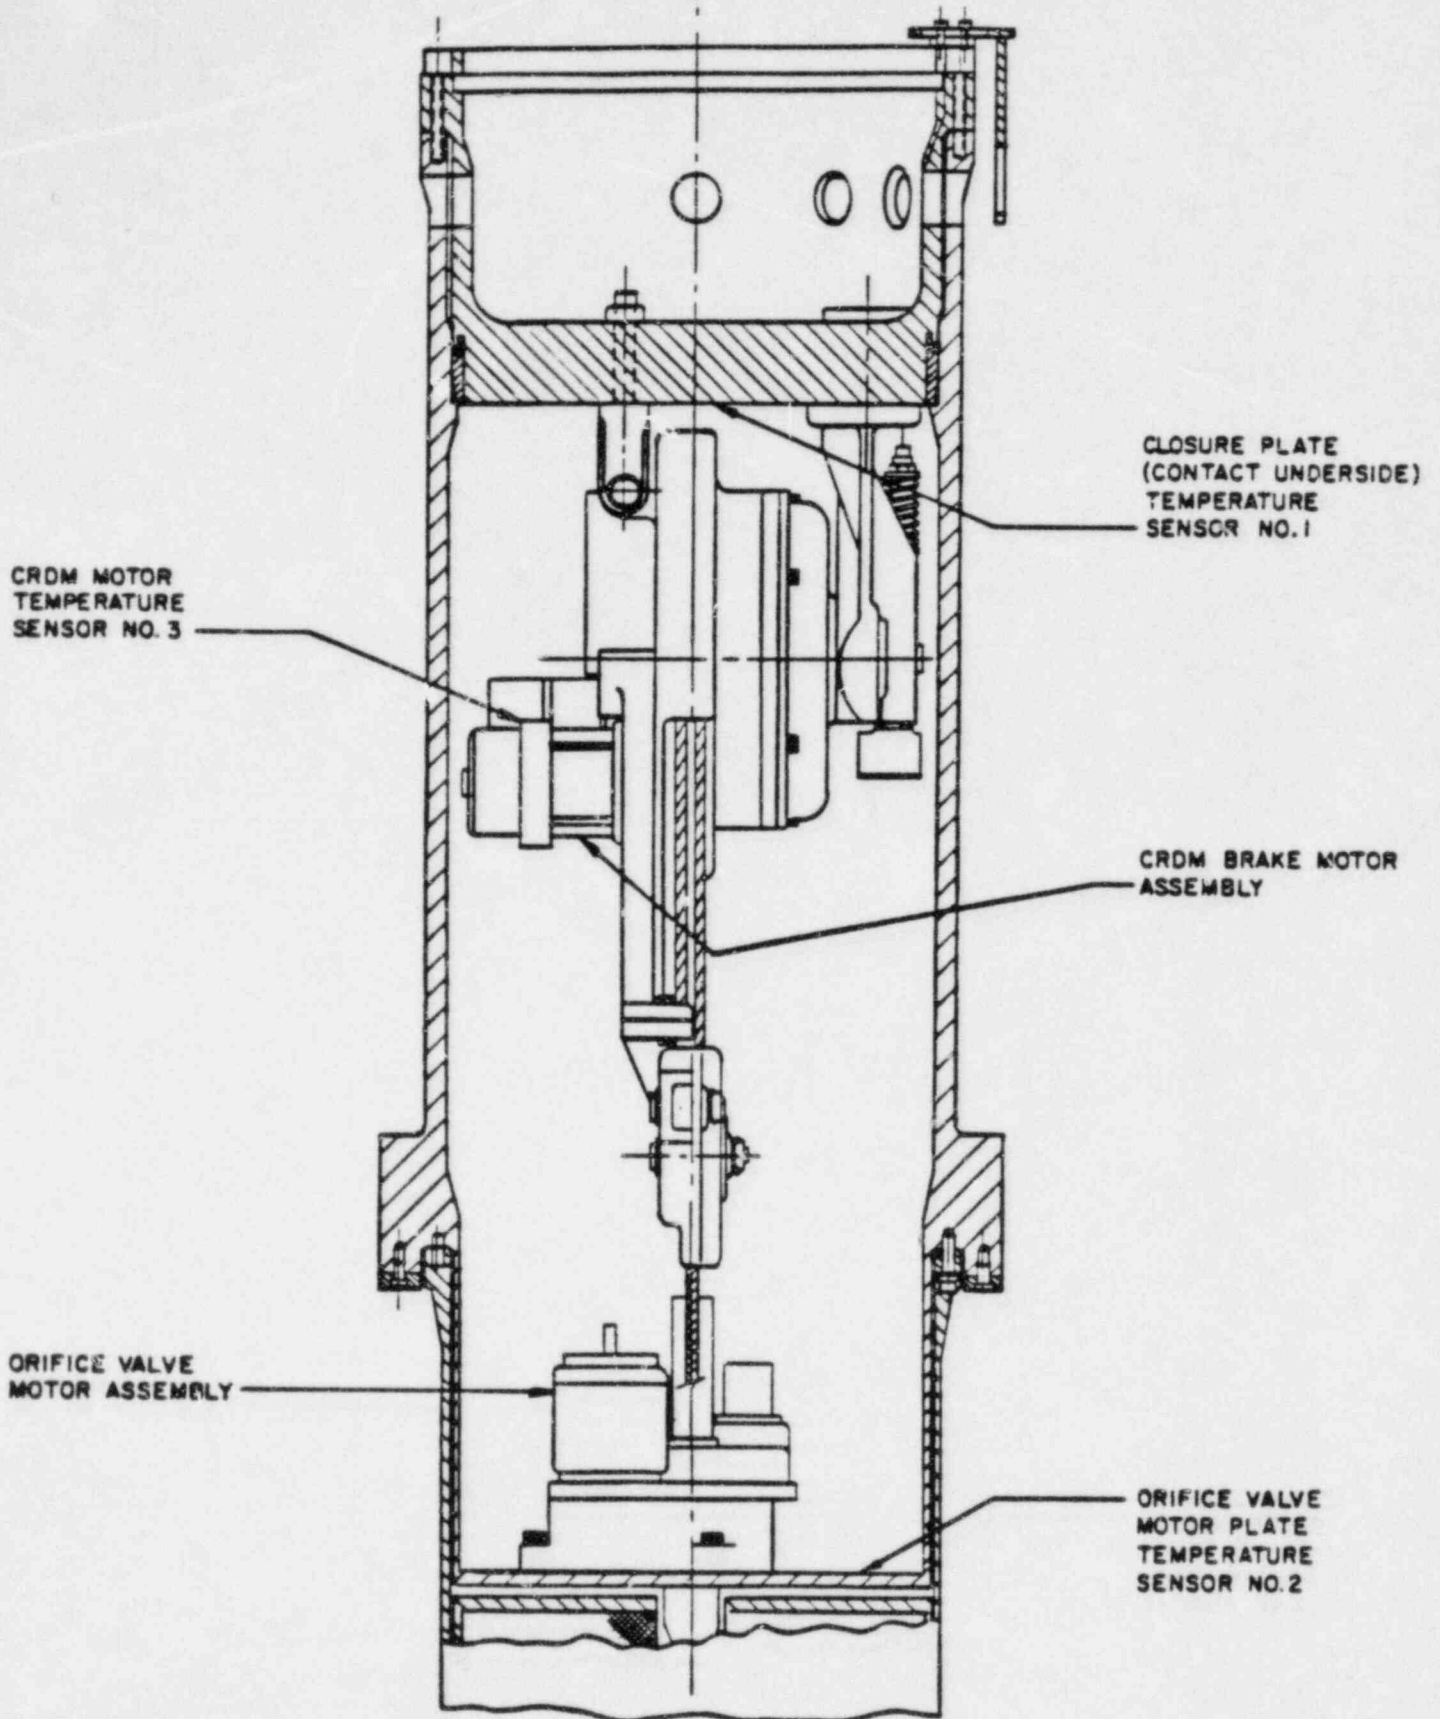 CLOSURE PLATE
(CONTACT UNDERSIDE)
TEMPERATURE
SENSOR NO.1
CRDM MOTOR
TEMPERATURE
SENSOR NO.3
CRDM BRAKE MOTOR
ASSEMBLY
ORIFICE VALVE
MOTOR ASSEMBLY
ORIFICE VALVE
MOTOR PLATE
TEMPERATURE
SENSOR NO.2